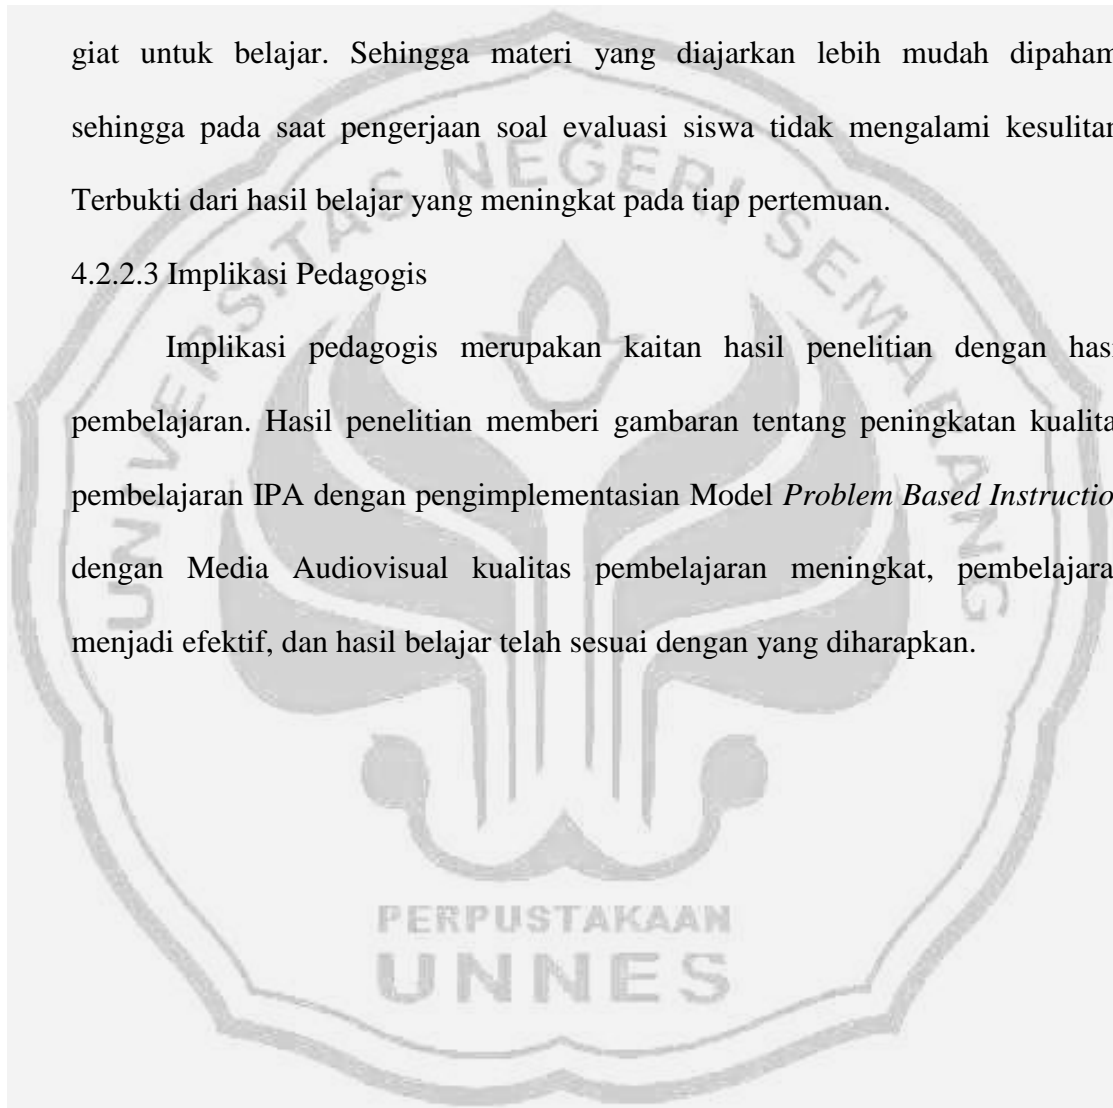 giat untuk belajar. Sehingga materi yang diajarkan lebih mudah dipaham
sehingga pada saat pengerjaan soal evaluasi siswa tidak mengalami kesulitan
Terbukti dari hasil belajar yang meningkat pada tiap pertemuan.
4.2.2.3 Implikasi Pedagogis
Implikasi pedagogis merupakan kaitan hasil penelitian dengan hasi
pembelajaran. Hasil penelitian memberi gambaran tentang peningkatan kualita
pembelajaran IPA dengan pengimplementasian Model Problem Based Instructio
dengan Media Audiovisual kualitas pembelajaran meningkat, pembelajara
menjadi efektif, dan hasil belajar telah sesuai dengan yang diharapkan.
UNIVERSITAS NEGERI SEMARANG
PERPUSTAKAAN
UNNES